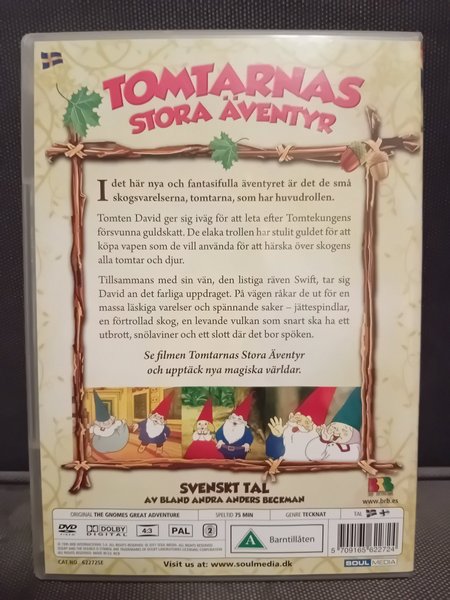 TOMTARNAS
STORA ÄVENTYR
I det här nya och fantasifulla äventyret är det de små
skogsvarelserna, tomtarna, som har huvudrollen.
Tomten David ger sig iväg för att leta efter Tomtekungens
försvunna guldskatt. De elaka trollen har stulit guldet för att
köpa vapen som de vill använda för att härska över skogens
alla tomtar och djur.
Tillsammans med sin vän, den listiga räven Swift, tar sig
David an det farliga uppdraget. På vägen råkar de ut för en
massa läskiga varelser och spännande saker – jättespindlar,
en förtrollad skog, en levande vulkan som snart ska ha ett
utbrott, snölaviner och ett slott där det bor spöken.
Se filmen Tomtarnas Stora Äventyr
och upptäck nya magiska världar.
SVENSKT TAL
AV BLAND ANDRA ANDERS BECKMAN
BRB
www.brb.es
ORIGINAL THE GNOMES GREAT ADVENTURE SPELTID 75 MIN GENRE TECKNAT TAL
DVD VIDEO DOLBY DIGITAL 4:3 PAL 2 A Barntillåten
5 709165 622724
SOUL MEDIA
CAT NO 62272SE
Visit us at: www.soulmedia.dk